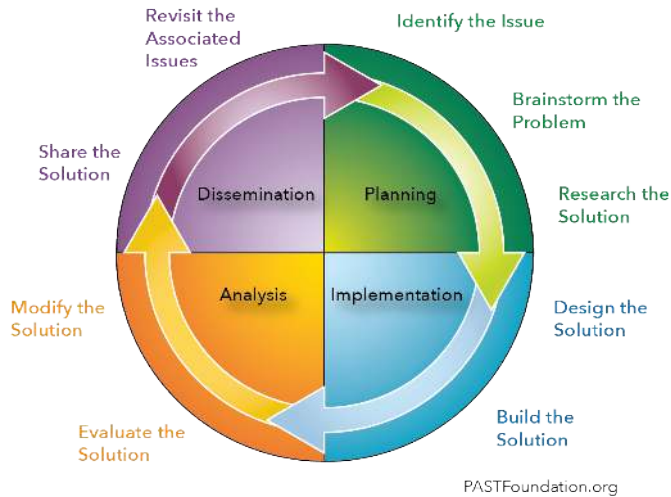 Revisit the
Associated
Issues
Identify the Issue
Brainstorm the
Problem
Share the
Solution
Dissemination
Planning
Research the
Solution
Modify the
Solution
Analysis
Implementation
Design the
Solution
Evaluate the
Solution
Build the
Solution
PASTFoundation.org